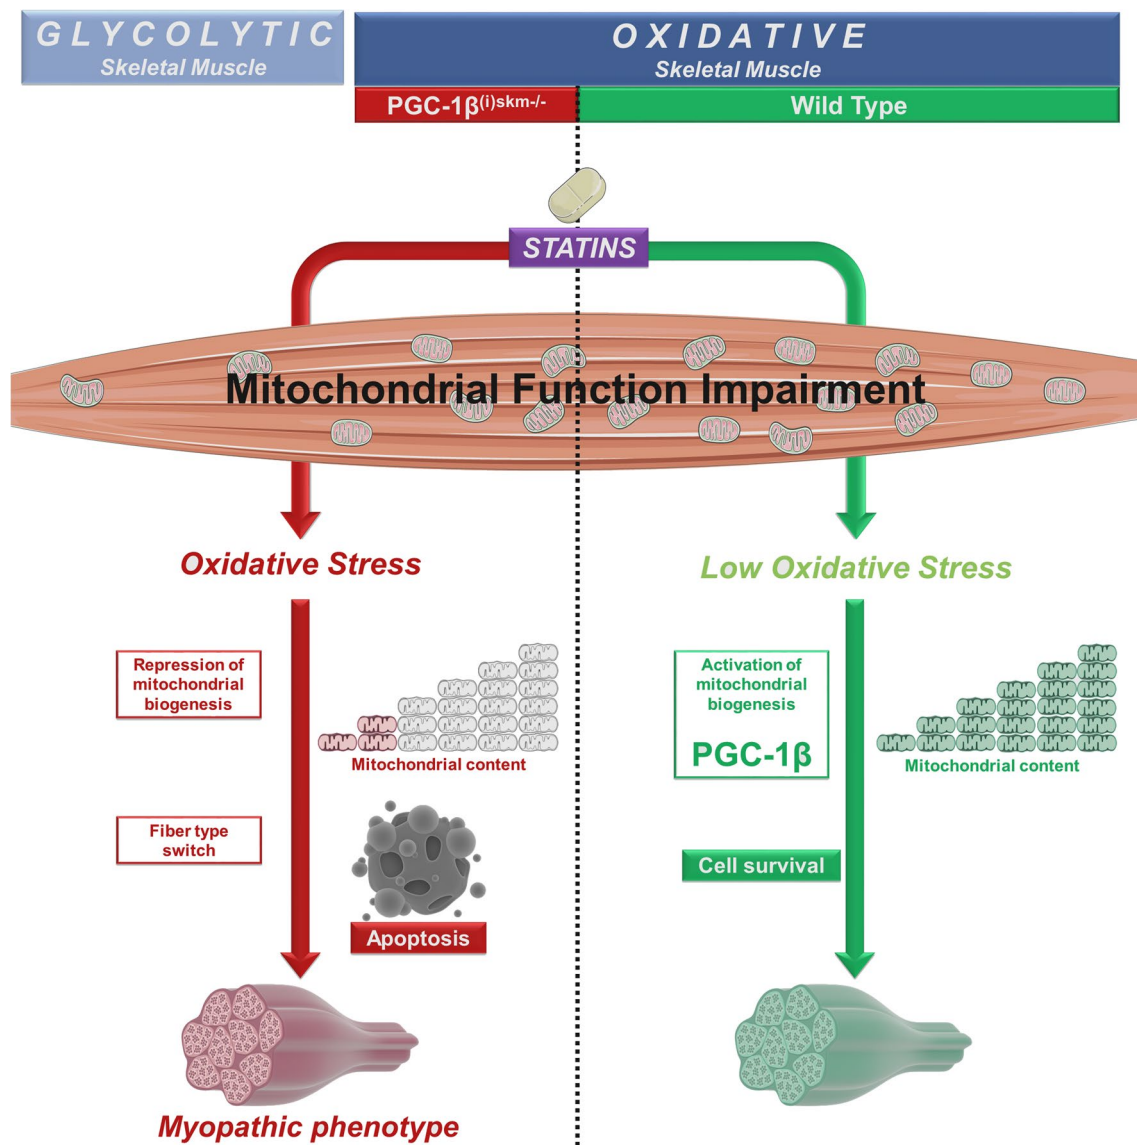 GLYCOLYTIC
Skeletal Muscle
OXIDATIVE
Skeletal Muscle
PGC-1β(i)skm-/-
Wild Type
STATINS
Mitochondrial Function Impairment
Oxidative Stress
Repression of
mitochondrial
biogenesis
Mitochondrial content
Fiber type
switch
Apoptosis
Myopathic phenotype
Low Oxidative Stress
Activation of
mitochondrial
biogenesis
PGC-1β
Mitochondrial content
Cell survival